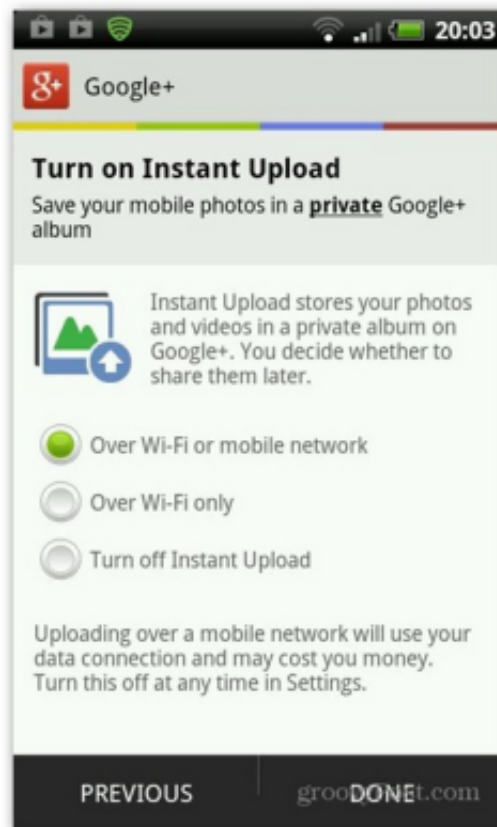 20:03
g+ Google+
Turn on Instant Upload
Save your mobile photos in a private Google+
album
Instant Upload stores your photos
and videos in a private album on
Google+. You decide whether to
share them later.
Over Wi-Fi or mobile network
Over Wi-Fi only
Turn off Instant Upload
Uploading over a mobile network will use your
data connection and may cost you money.
Turn this off at any time in Settings.
PREVIOUS
DONE